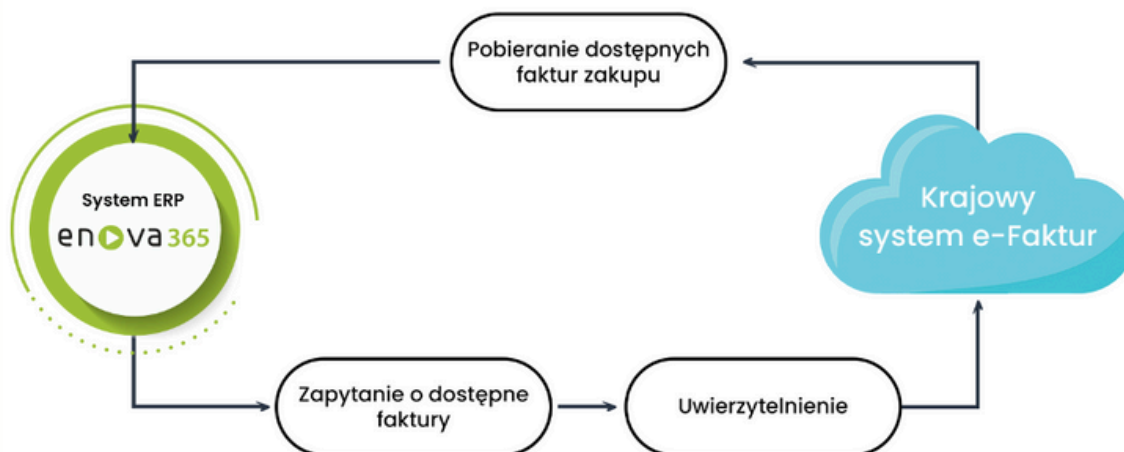 Pobieranie dostępnych
faktur zakupu
System ERP
enova365
Krajowy
system e-Faktur
Zapytanie o dostępne
faktury
Uwierzytelnienie